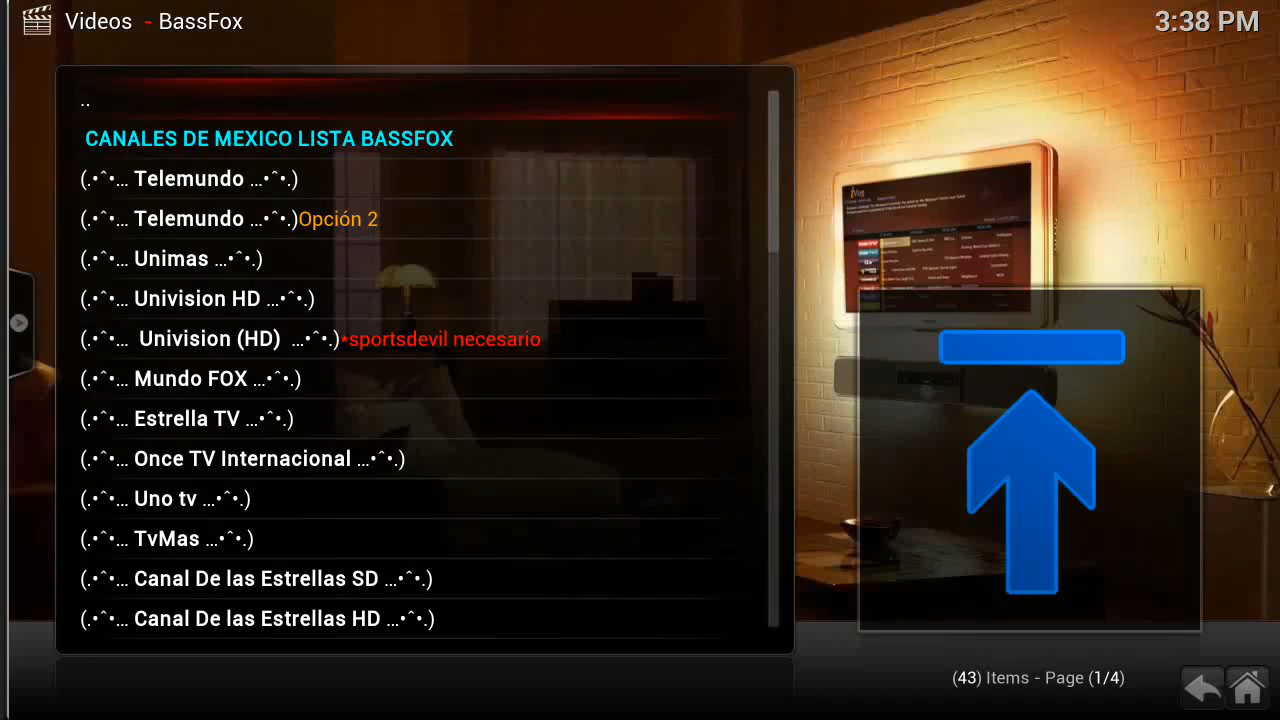 Videos - BassFox
3:38 PM
..
CANALES DE MEXICO LISTA BASSFOX
(.•ˆ•... Telemundo ...•ˆ•.)
(.•ˆ•... Telemundo ...•ˆ•.)Opción 2
(.•ˆ•... Unimas ...•ˆ•.)
(.•ˆ•... Univision HD ...•ˆ•.)
(.•ˆ•... Univision (HD) ...•ˆ•.)*sportsdevil necesario
(.•ˆ•... Mundo FOX ...•ˆ•.)
(.•ˆ•... Estrella TV ...•ˆ•.)
(.•ˆ•... Once TV Internacional ...•ˆ•.)
(.•ˆ•... Uno tv ...•ˆ•.)
(.•ˆ•... TvMas ...•ˆ•.)
(.•ˆ•... Canal De las Estrellas SD ...•ˆ•.)
(.•ˆ•... Canal De las Estrellas HD ...•ˆ•.)
(43) Items - Page (1/4)